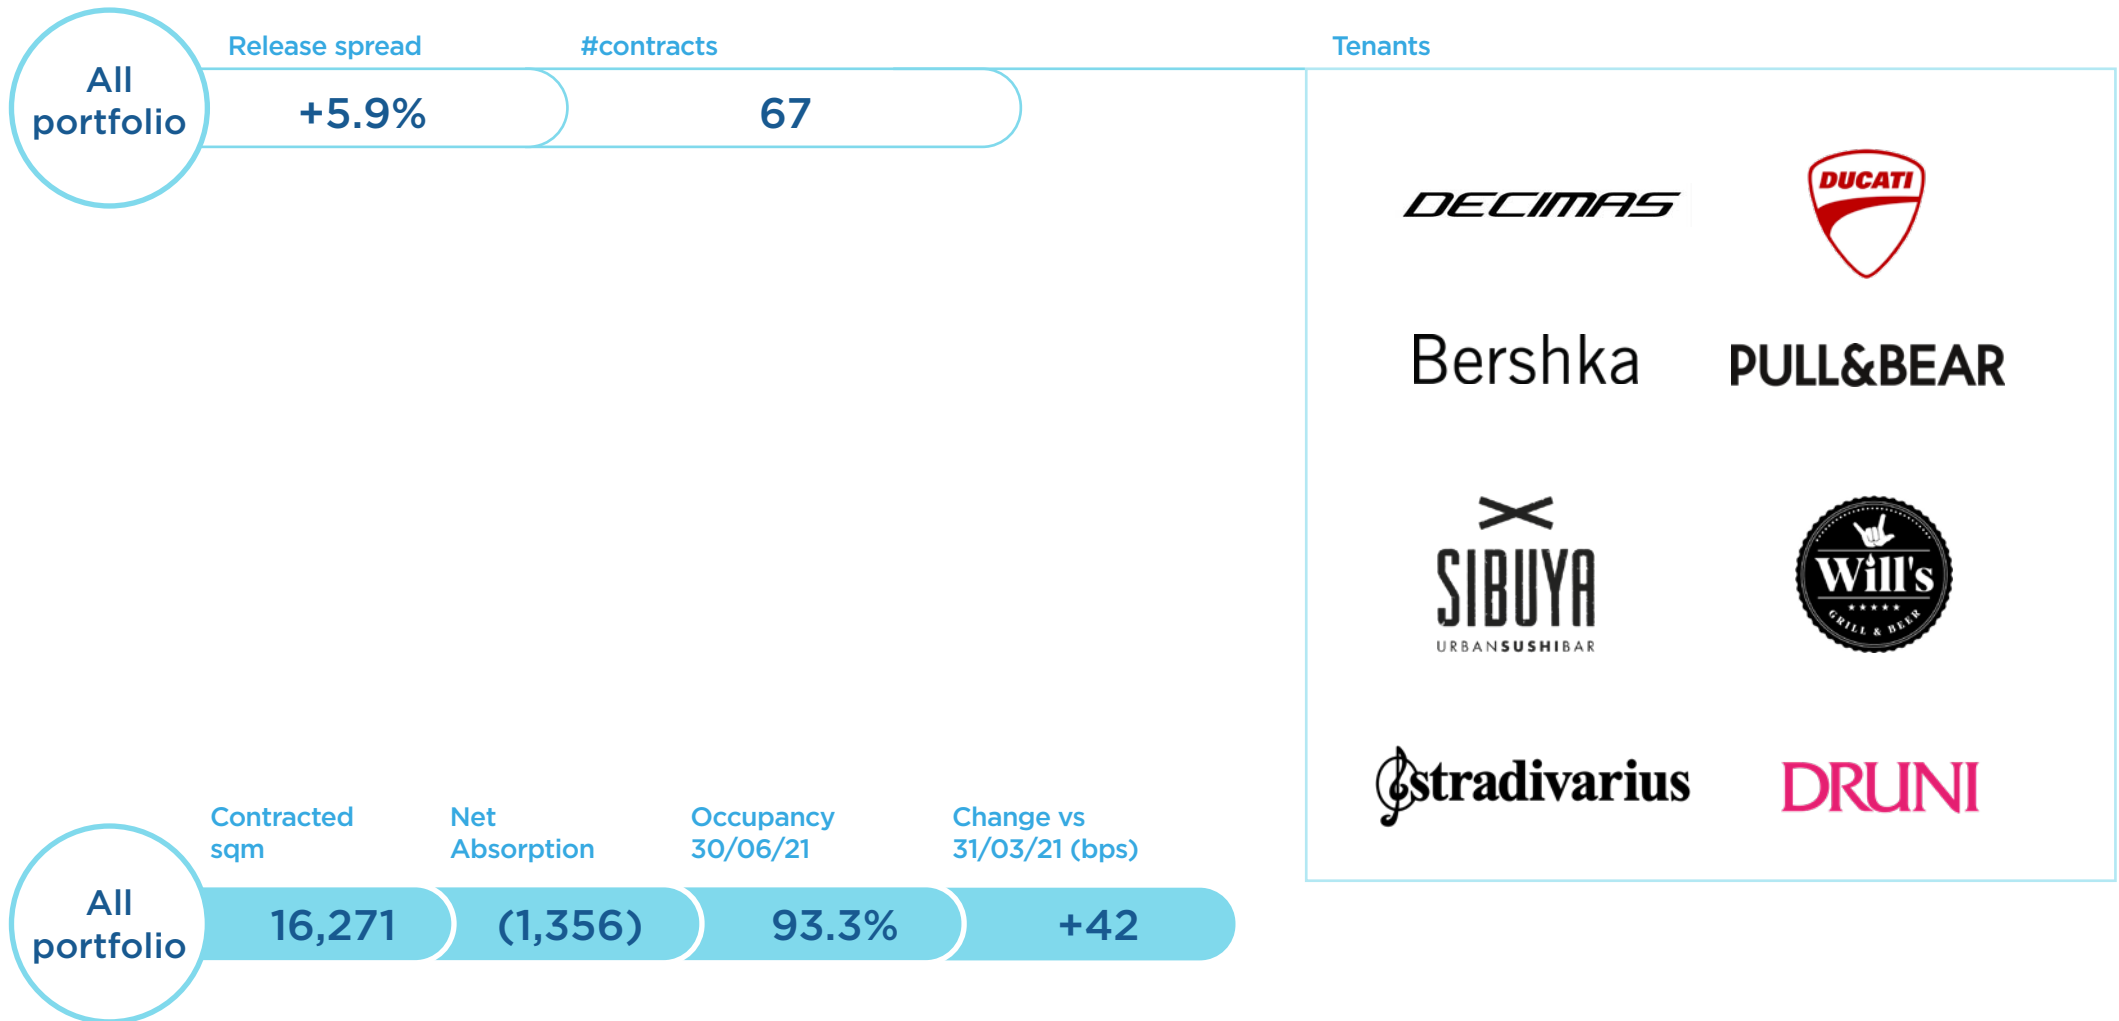 Release spread
#contracts
Tenants
All
portfolio
+5.9%
67
DECIMAS
DUCATI
Bershka
PULL&BEAR
SIBUYA
URBANSUSHIBAR
Will's
GRILL & BEER
stradivarius
DRUNI
Contracted
sqm
Net
Absorption
Occupancy
30/06/21
Change vs
31/03/21 (bps)
All
portfolio
16,271
(1,356)
93.3%
+42